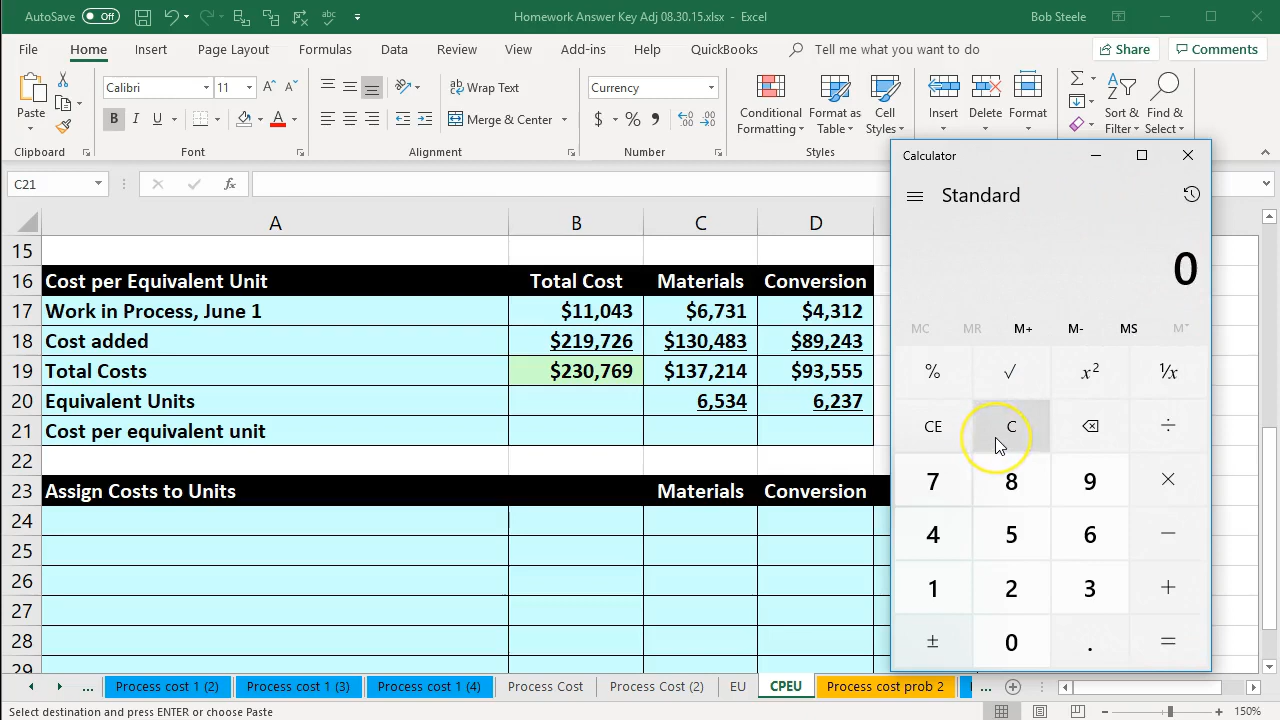 AutoSave Off Homework Answer Key Adj 08.30.15.xlsx - Excel Bob Steele
File Home Insert Page Layout Formulas Data Review View Add-ins Help QuickBooks Tell me what you want to do Share Comments
Paste Calibri 11 A A ab Wrap Text Currency Conditional Formatting Format as Table Cell Styles Insert Delete Format Sort & Filter Find & Select
B I U A Merge & Center $ % ,
Clipboard Font Alignment Number Styles
C21 fx
Calculator
Standard
0
MC MR M+ M- MS M
% √ x² ¹/x
CE C ÷
7 8 9 ×
4 5 6 −
1 2 3 +
± 0 . =
A B C D
15
16 Cost per Equivalent Unit Total Cost Materials Conversion
17 Work in Process, June 1 $11,043 $6,731 $4,312
18 Cost added $219,726 $130,483 $89,243
19 Total Costs $230,769 $137,214 $93,555
20 Equivalent Units 6,534 6,237
21 Cost per equivalent unit
22
23 Assign Costs to Units Materials Conversion
24
25
26
27
28
29
... Process cost 1 (2) Process cost 1 (3) Process cost 1 (4) Process Cost Process Cost (2) EU CPEU Process cost prob 2 ...
Select destination and press ENTER or choose Paste 150%